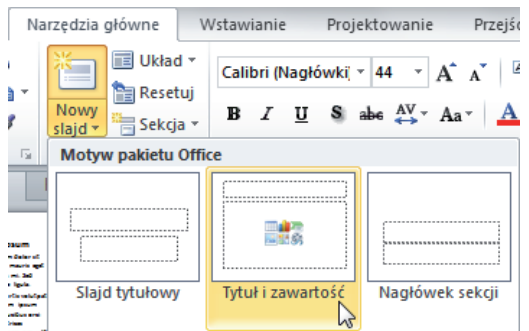 Narzędzia główne Wstawianie Projektowanie
Układ
Calibri (Nagłówki) 44 A A
Resetuj
Nowy slajd
Sekcja
B I U S abc AV Aa A
Motyw pakietu Office
Slajd tytułowy Tytuł i zawartość Nagłówek sekcji